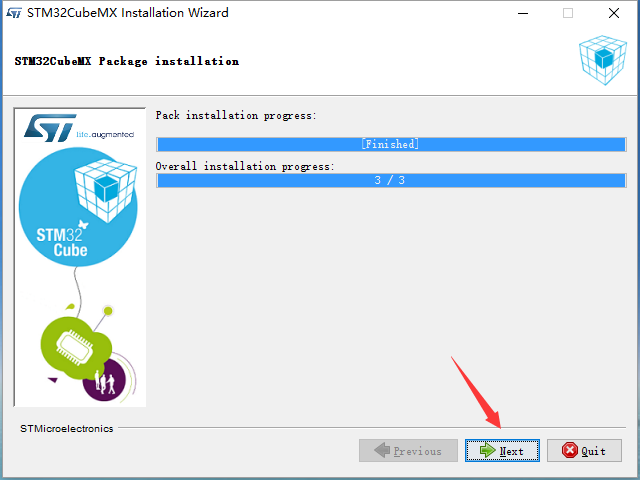 STM32CubeMX Installation Wizard
STM32CubeMX Package installation
Pack installation progress:
[Finished]
Overall installation progress:
3 / 3
ST life.augmented
STM32
Cube
STMicroelectronics
Previous
Next
Quit